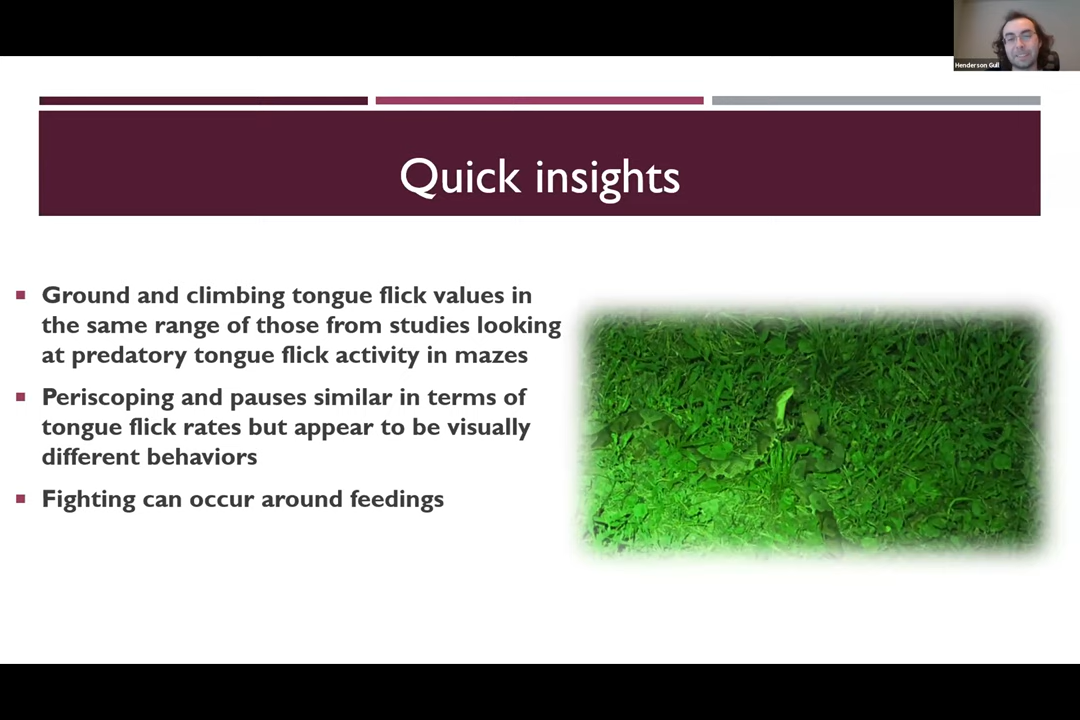 Henderson Gull
Quick insights
Ground and climbing tongue flick values in
the same range of those from studies looking
at predatory tongue flick activity in mazes
Periscoping and pauses similar in terms of
tongue flick rates but appear to be visually
different behaviors
Fighting can occur around feedings